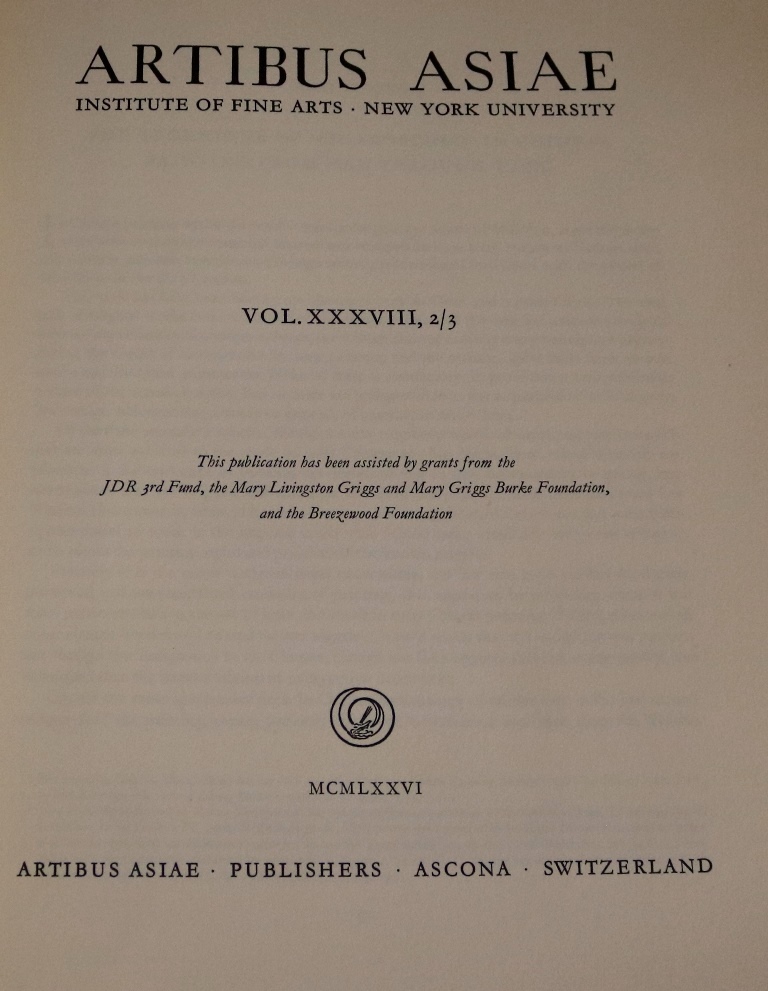 ARTIBUS ASIAE
INSTITUTE OF FINE ARTS · NEW YORK UNIVERSITY
VOL. XXXVIII, 2/3
This publication has been assisted by grants from the
JDR 3rd Fund, the Mary Livingston Griggs and Mary Griggs Burke Foundation,
and the Breezewood Foundation
MCMLXXVI
ARTIBUS ASIAE · PUBLISHERS · ASCONA · SWITZERLAND